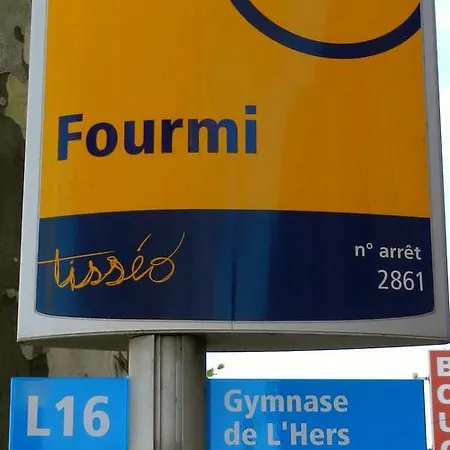 Fourmi
tisséo
n° arrêt
2861
L16
Gymnase
de L'Hers